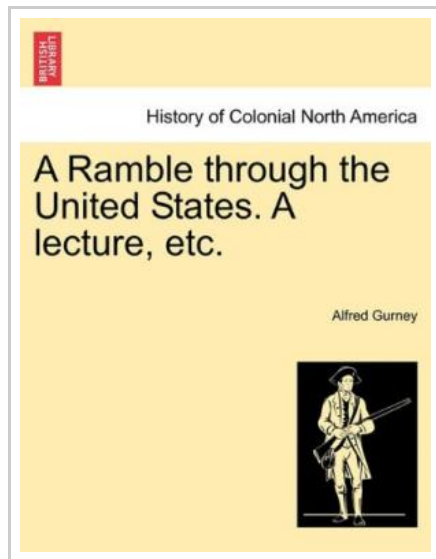 BRITISH
LIBRARY
History of Colonial North America
A Ramble through the
United States. A
lecture, etc.
Alfred Gurney